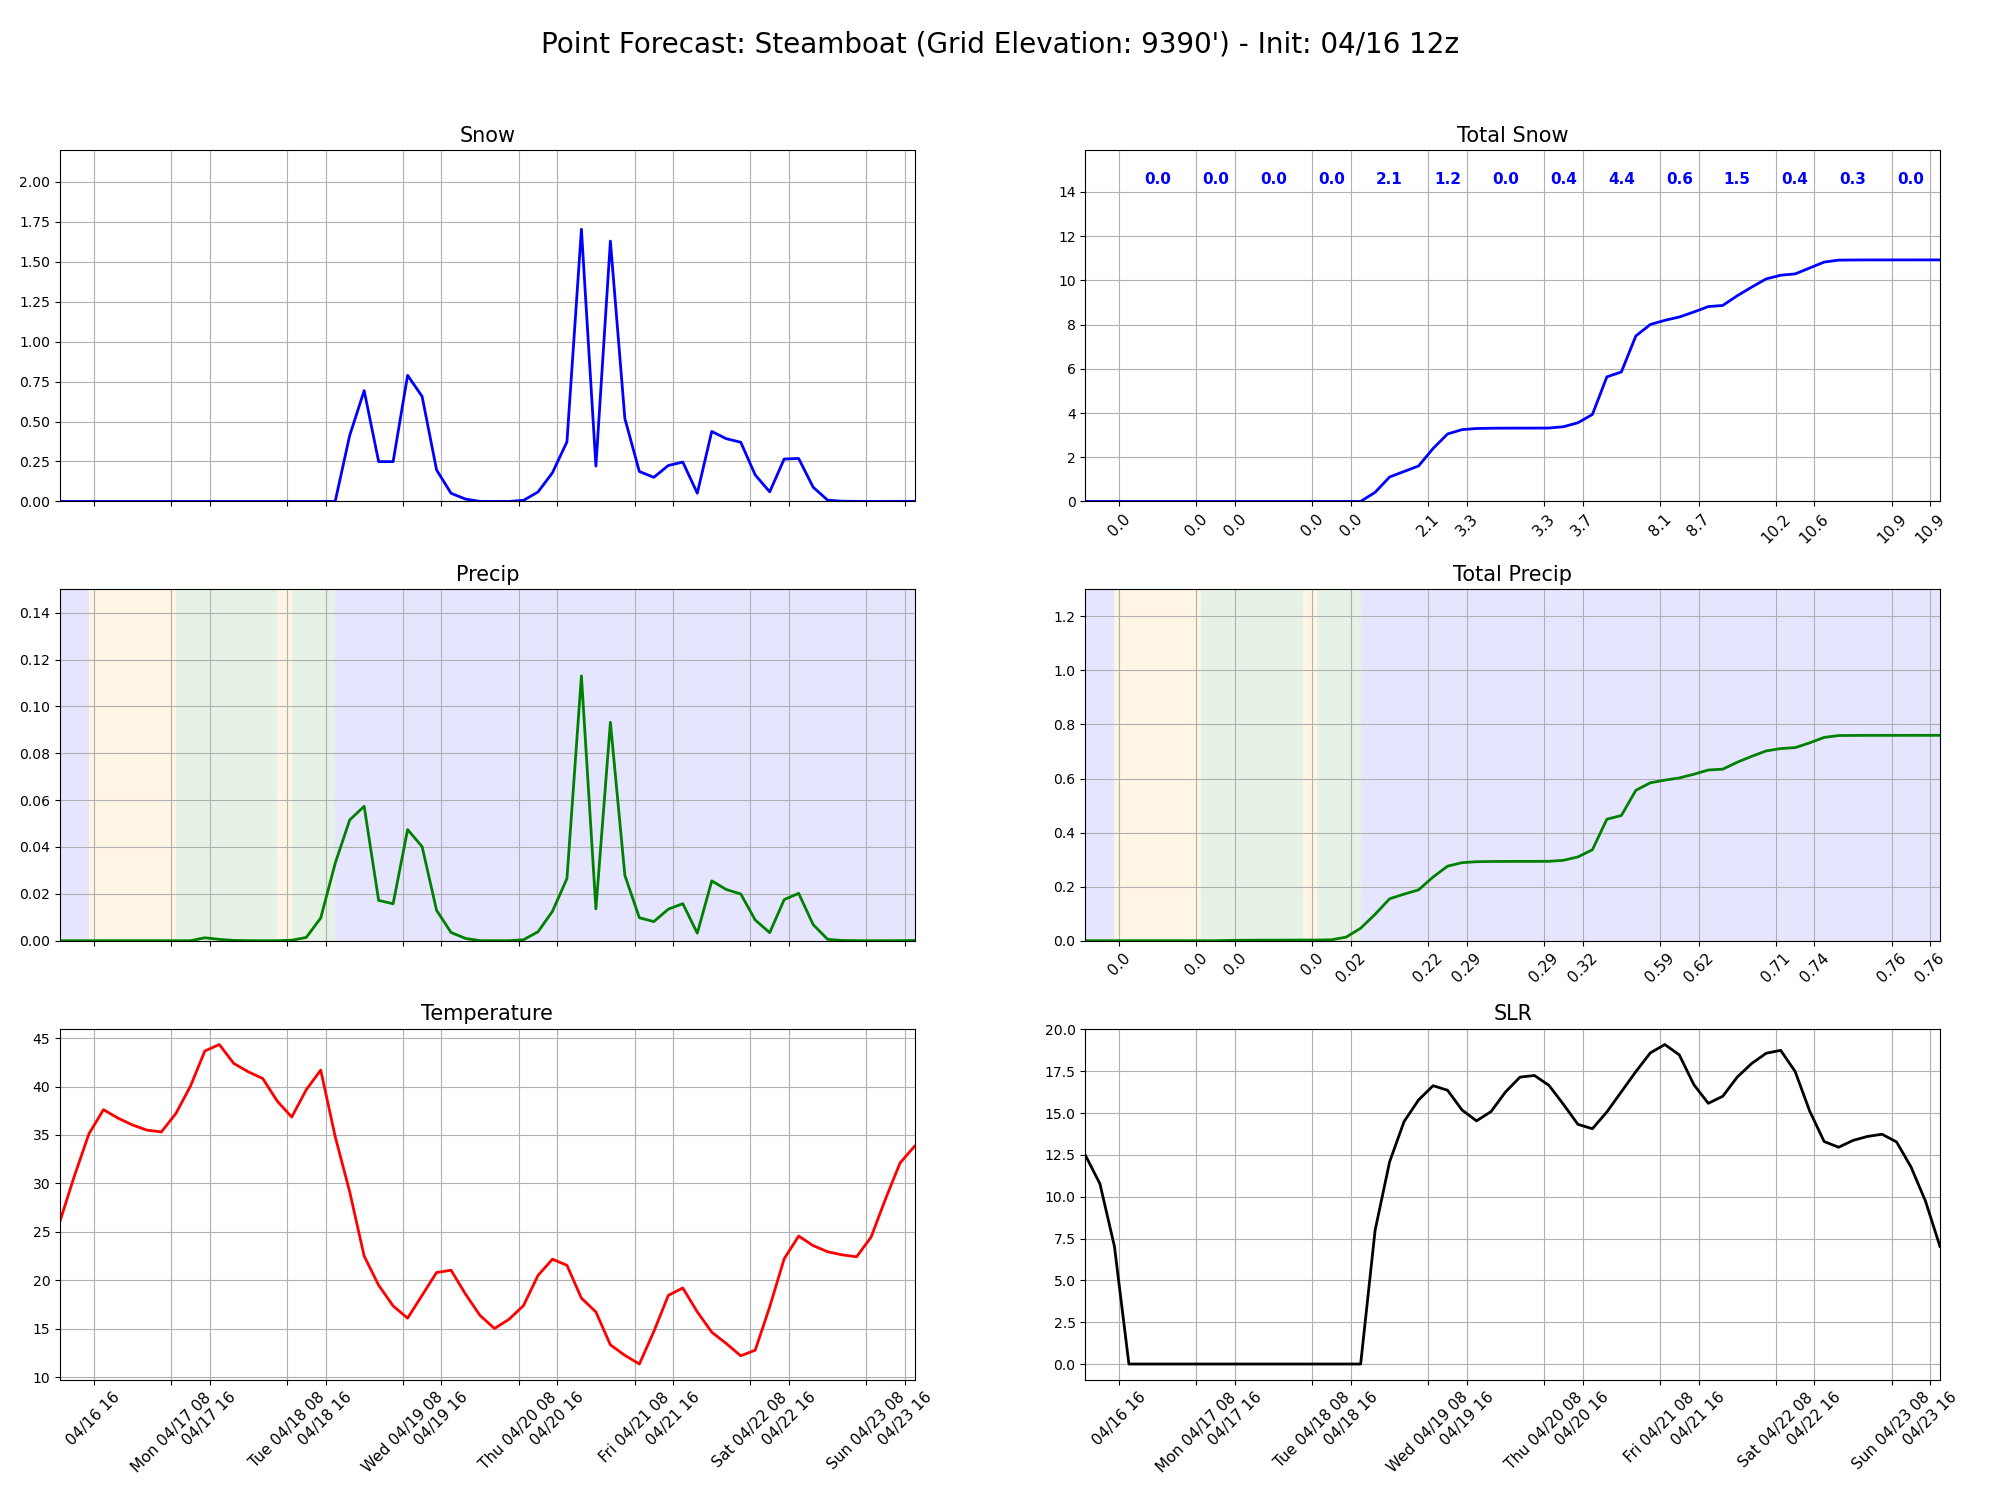 Point Forecast: Steamboat (Grid Elevation: 9390') - Init: 04/16 12z
Snow
2.00
1.75
1.50
1.25
1.00
0.75
0.50
0.25
0.00
Total Snow
0.0 0.0 0.0 0.0 2.1 1.2 0.0 0.4 4.4 0.6 1.5 0.4 0.3 0.0
14
12
10
8
6
4
2
0
0.0 0.0 0.0 0.0 0.0 2.1 3.3 3.3 3.7 8.1 8.7 10.2 10.6 10.9 10.9
Precip
0.14
0.12
0.10
0.08
0.06
0.04
0.02
0.00
Total Precip
1.2
1.0
0.8
0.6
0.4
0.2
0.0
0.0 0.0 0.0 0.0 0.02 0.22 0.29 0.29 0.32 0.59 0.62 0.71 0.74 0.76 0.76
Temperature
45
40
35
30
25
20
15
10
04/16 16
Mon 04/17 08
04/17 16
Tue 04/18 08
04/18 16
Wed 04/19 08
04/19 16
Thu 04/20 08
04/20 16
Fri 04/21 08
04/21 16
Sat 04/22 08
04/22 16
Sun 04/23 08
04/23 16
SLR
20.0
17.5
15.0
12.5
10.0
7.5
5.0
2.5
0.0
04/16 16
Mon 04/17 08
04/17 16
Tue 04/18 08
04/18 16
Wed 04/19 08
04/19 16
Thu 04/20 08
04/20 16
Fri 04/21 08
04/21 16
Sat 04/22 08
04/22 16
Sun 04/23 08
04/23 16